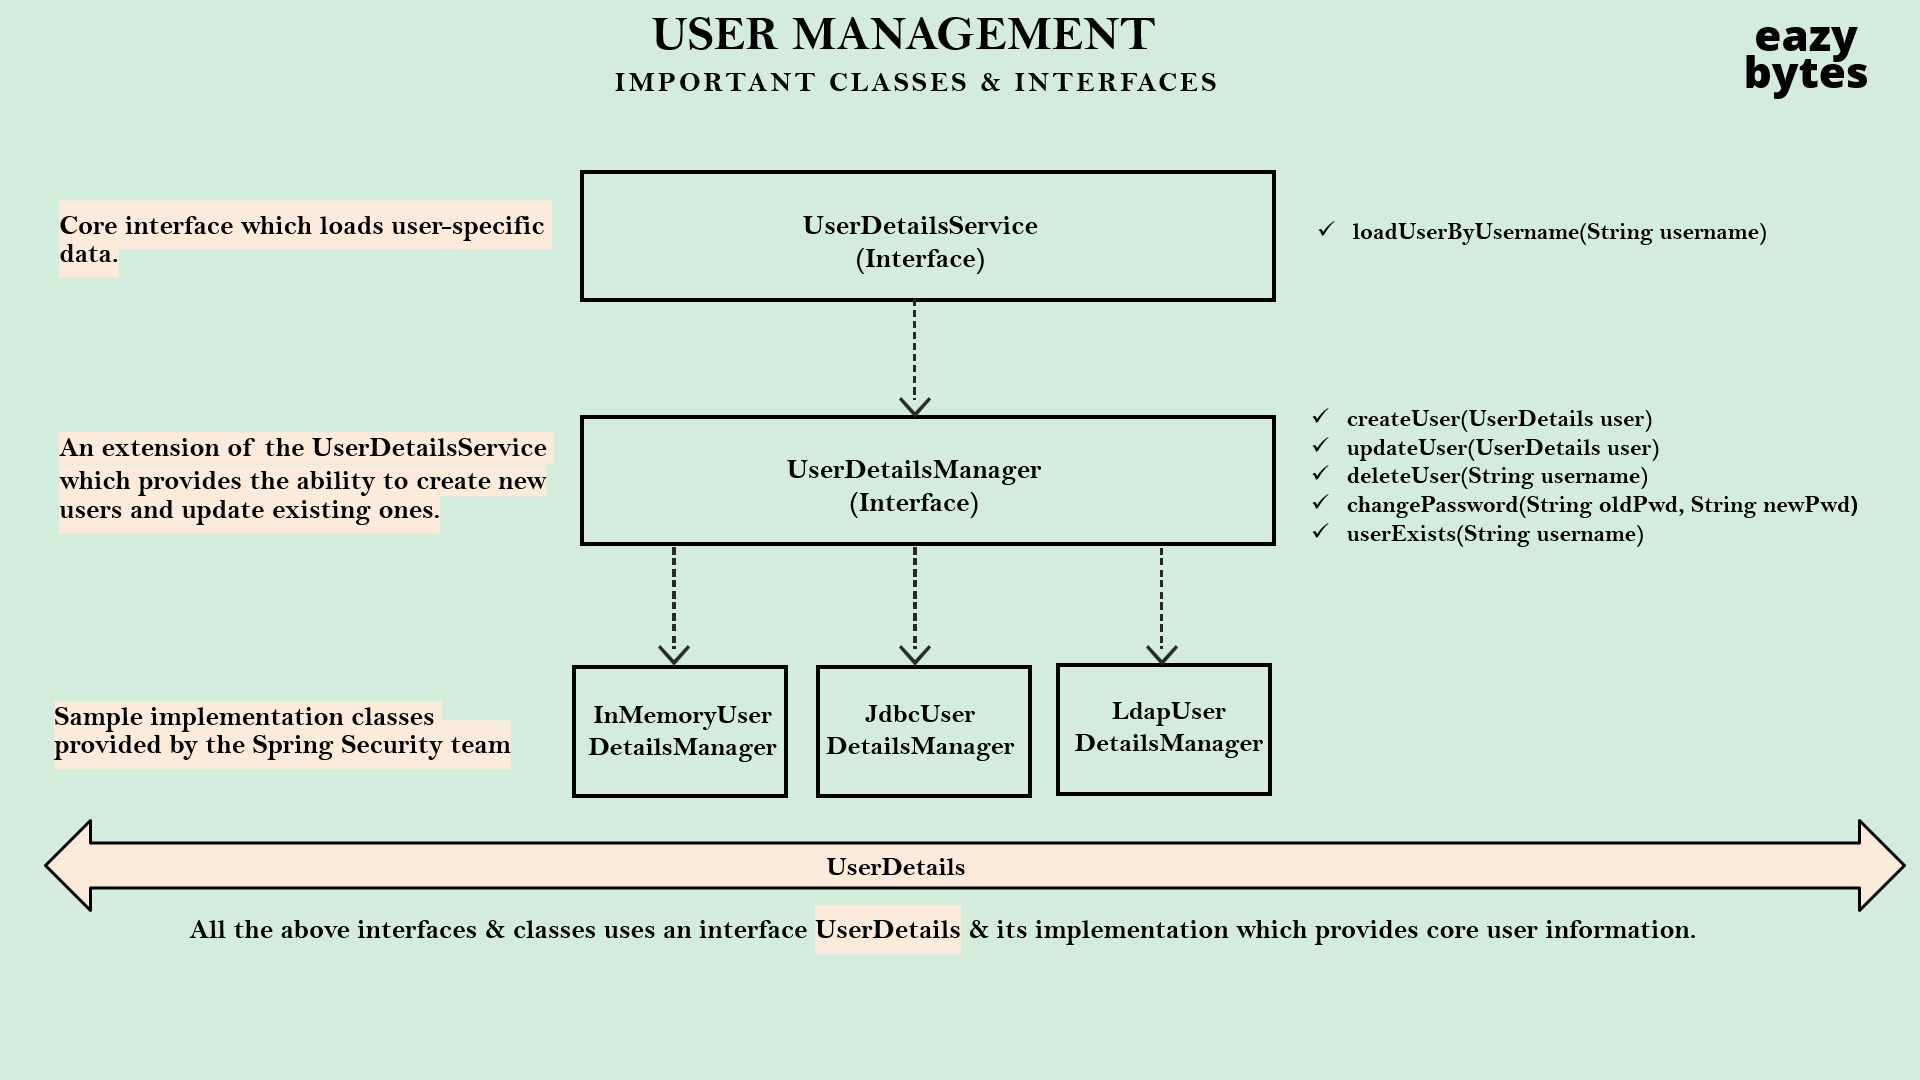 USER MANAGEMENT
IMPORTANT CLASSES & INTERFACES
eazy
bytes
Core interface which loads user-specific
data.
UserDetailsService
(Interface)
✓ loadUserByUsername(String username)
An extension of the UserDetailsService
which provides the ability to create new
users and update existing ones.
UserDetailsManager
(Interface)
✓ createUser(UserDetails user)
✓ updateUser(UserDetails user)
✓ deleteUser(String username)
✓ changePassword(String oldPwd, String newPwd)
✓ userExists(String username)
Sample implementation classes
provided by the Spring Security team
InMemoryUser
DetailsManager
JdbcUser
DetailsManager
LdapUser
DetailsManager
UserDetails
All the above interfaces & classes uses an interface UserDetails & its implementation which provides core user information.